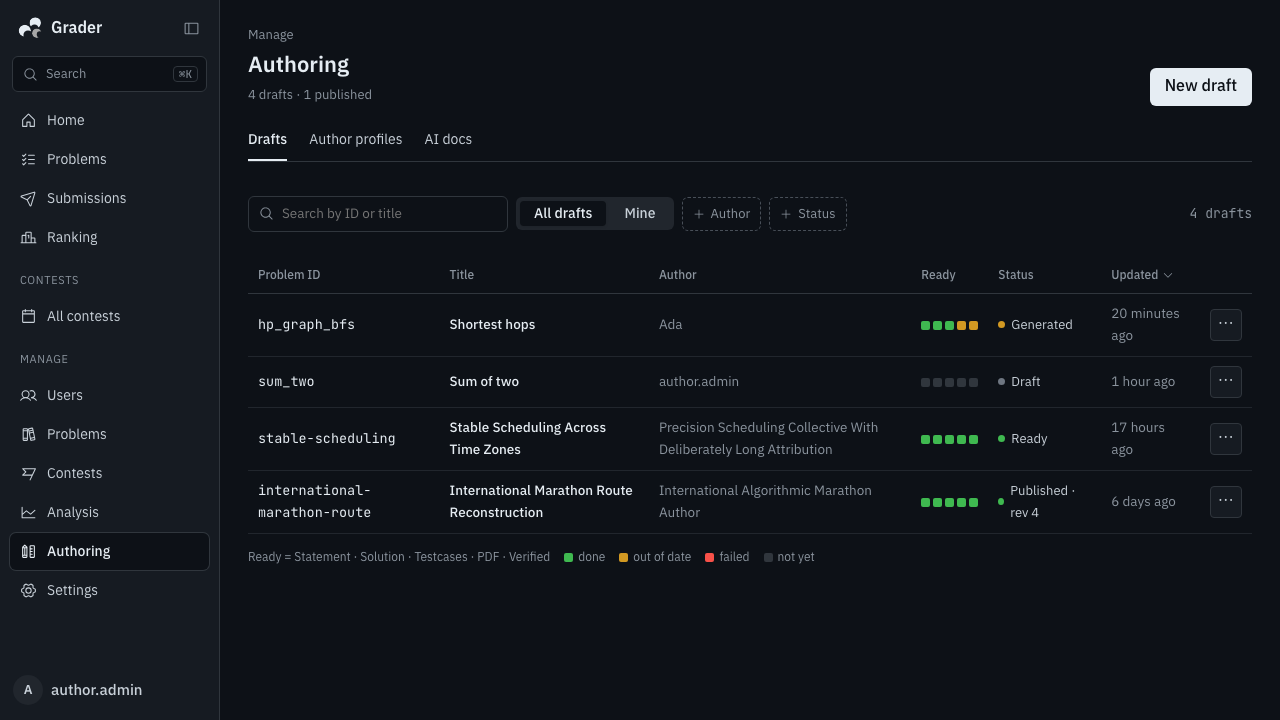 Grader
Search ⌘K
Home
Problems
Submissions
Ranking
CONTESTS
All contests
MANAGE
Users
Problems
Contests
Analysis
Authoring
Settings
A author.admin
Manage
Authoring
4 drafts · 1 published
New draft
Drafts Author profiles AI docs
Search by ID or title All drafts Mine + Author + Status 4 drafts
Problem ID Title Author Ready Status Updated
hp_graph_bfs Shortest hops Ada Generated 20 minutes
ago
sum_two Sum of two author.admin Draft 1 hour ago
stable-scheduling Stable Scheduling Across
Time Zones Precision Scheduling Collective With
Deliberately Long Attribution Ready 17 hours
ago
international-
marathon-route International Marathon Route
Reconstruction International Algorithmic Marathon
Author Published ·
rev 4 6 days ago
Ready = Statement · Solution · Testcases · PDF · Verified done out of date failed not yet